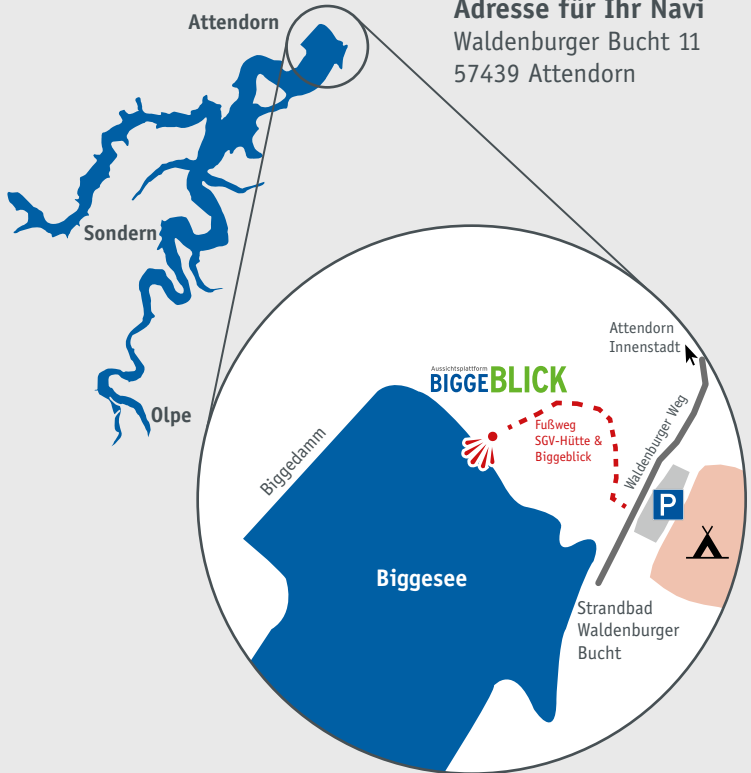 Adresse für Ihr Navi
Waldenburger Bucht 11
57439 Attendorn
Attendorn
Sondern
Olpe
Attendorn
Innenstadt
Aussichtsplattform
BIGGEBLICK
Fußweg
SGV-Hütte &
Biggeblick
Waldenburger Weg
Biggedamm
P
Biggesee
Strandbad
Waldenburger
Bucht